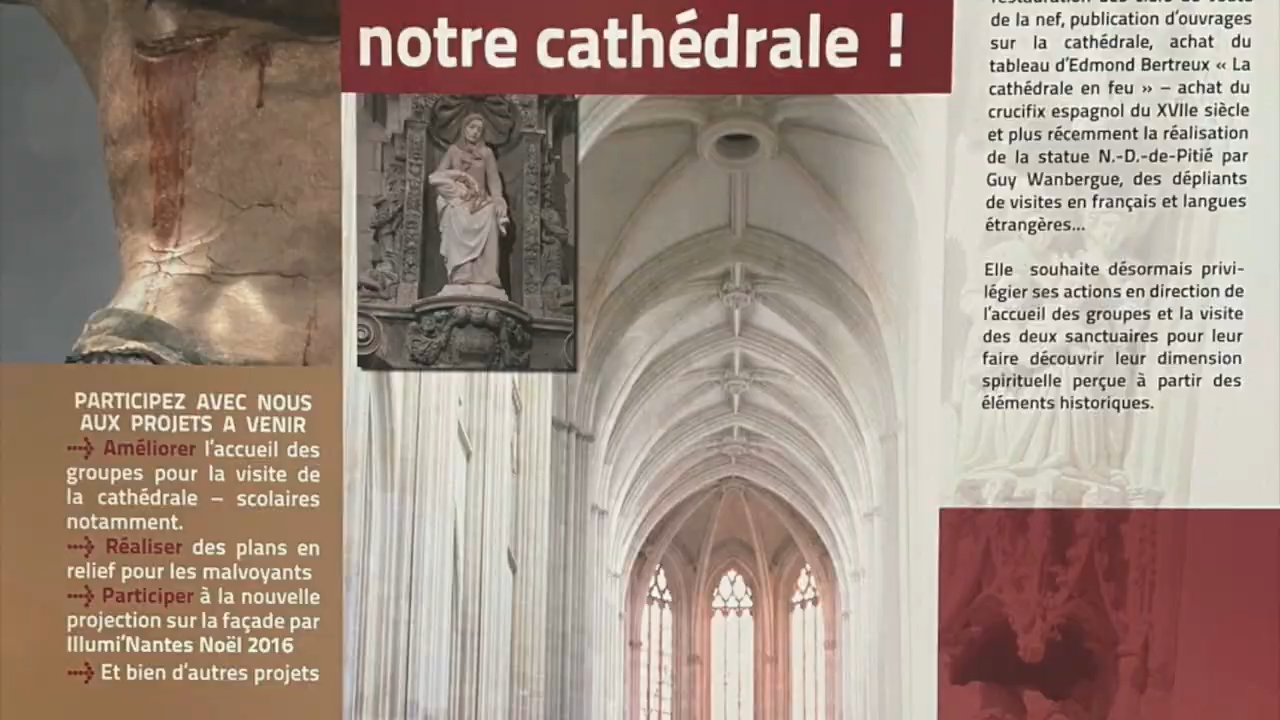 notre cathédrale !
PARTICIPEZ AVEC NOUS
AUX PROJETS A VENIR
Améliorer l'accueil des
groupes pour la visite de
la cathédrale – scolaires
notamment.
Réaliser des plans en
relief pour les malvoyants
Participer à la nouvelle
projection sur la façade par
Illumi'Nantes Noël 2016
Et bien d'autres projets
de la nef, publication d'ouvrages
sur la cathédrale, achat du
tableau d'Edmond Bertreux « La
cathédrale en feu » – achat du
crucifix espagnol du XVIIe siècle
et plus récemment la réalisation
de la statue N.-D.-de-Pitié par
Guy Wanbergue, des dépliants
de visites en français et langues
étrangères...
Elle souhaite désormais privi-
légier ses actions en direction de
l'accueil des groupes et la visite
des deux sanctuaires pour leur
faire découvrir leur dimension
spirituelle perçue à partir des
éléments historiques.